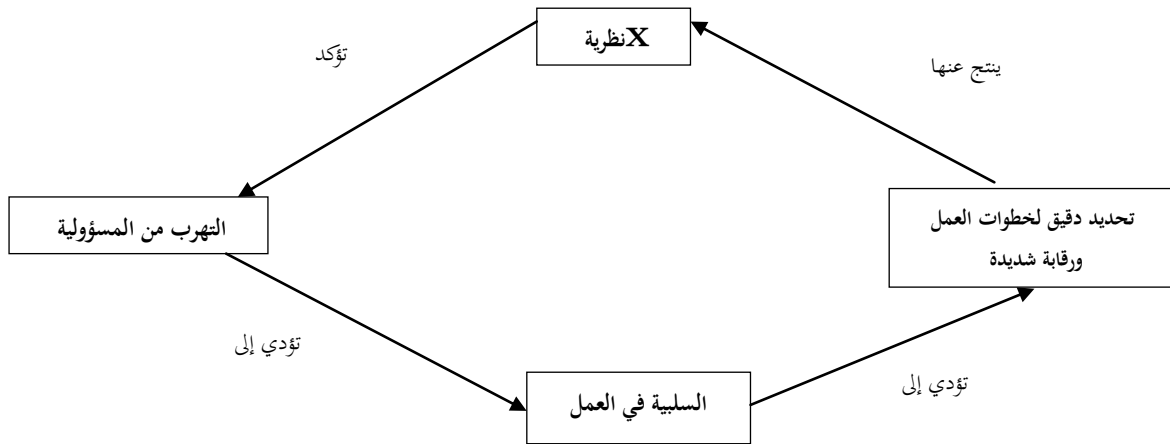 نظرية X
تؤكد
ينتج عنها
التهرب من المسؤولية
تحديد دقيق لخطوات العمل
ورقابة شديدة
تؤدي إلى
تؤدي إلى
السلبية في العمل